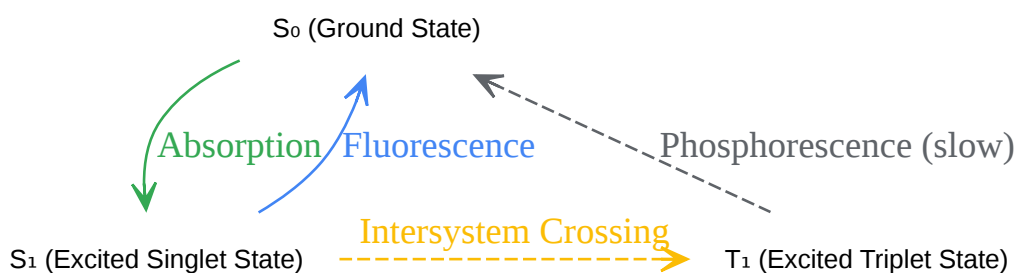 S₀ (Ground State)
Absorption
Fluorescence
Phosphorescence (slow)
Intersystem Crossing
S₁ (Excited Singlet State)
T₁ (Excited Triplet State)